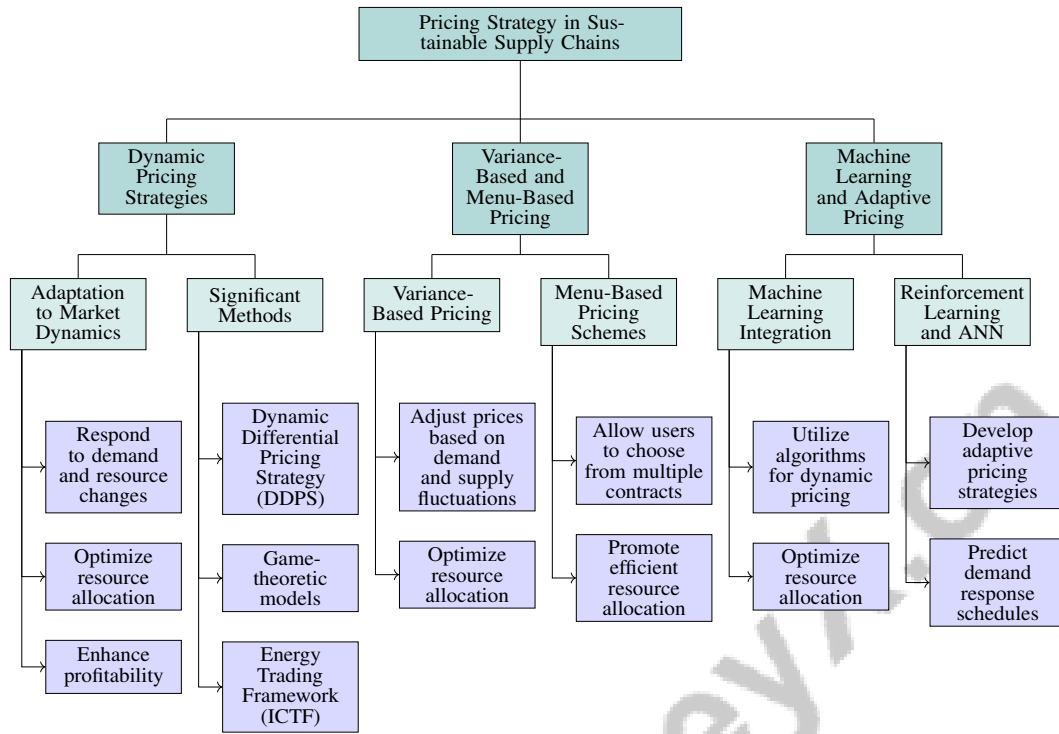 Pricing Strategy in Sus-
tainable Supply Chains
Dynamic
Pricing
Strategies
Variance-
Based and
Menu-Based
Pricing
Machine
Learning
and Adaptive
Pricing
Adaptation
to Market
Dynamics
Significant
Methods
Variance-
Based Pricing
Menu-Based
Pricing
Schemes
Machine
Learning
Integration
Reinforcement
Learning
and ANN
Respond
to demand
and resource
changes
Dynamic
Differential
Pricing
Strategy
(DDPS)
Adjust prices
based on
demand
and supply
fluctuations
Allow users
to choose
from multiple
contracts
Utilize
algorithms
for dynamic
pricing
Develop
adaptive
pricing
strategies
Optimize
resource
allocation
Game-
theoretic
models
Optimize
resource
allocation
Promote
efficient
resource
allocation
Optimize
resource
allocation
Predict
demand
response
schedules
Enhance
profitability
Energy
Trading
Framework
(ICTF)